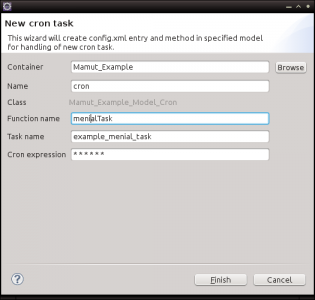 New cron task
This wizard will create config.xml entry and method in specified model
for handling of new cron task.
Container Mamut_Example Browse
Name cron
Class Mamut_Example_Model_Cron
Function name menialTask
Task name example_menial_task
Cron expression ******
? Finish Cancel